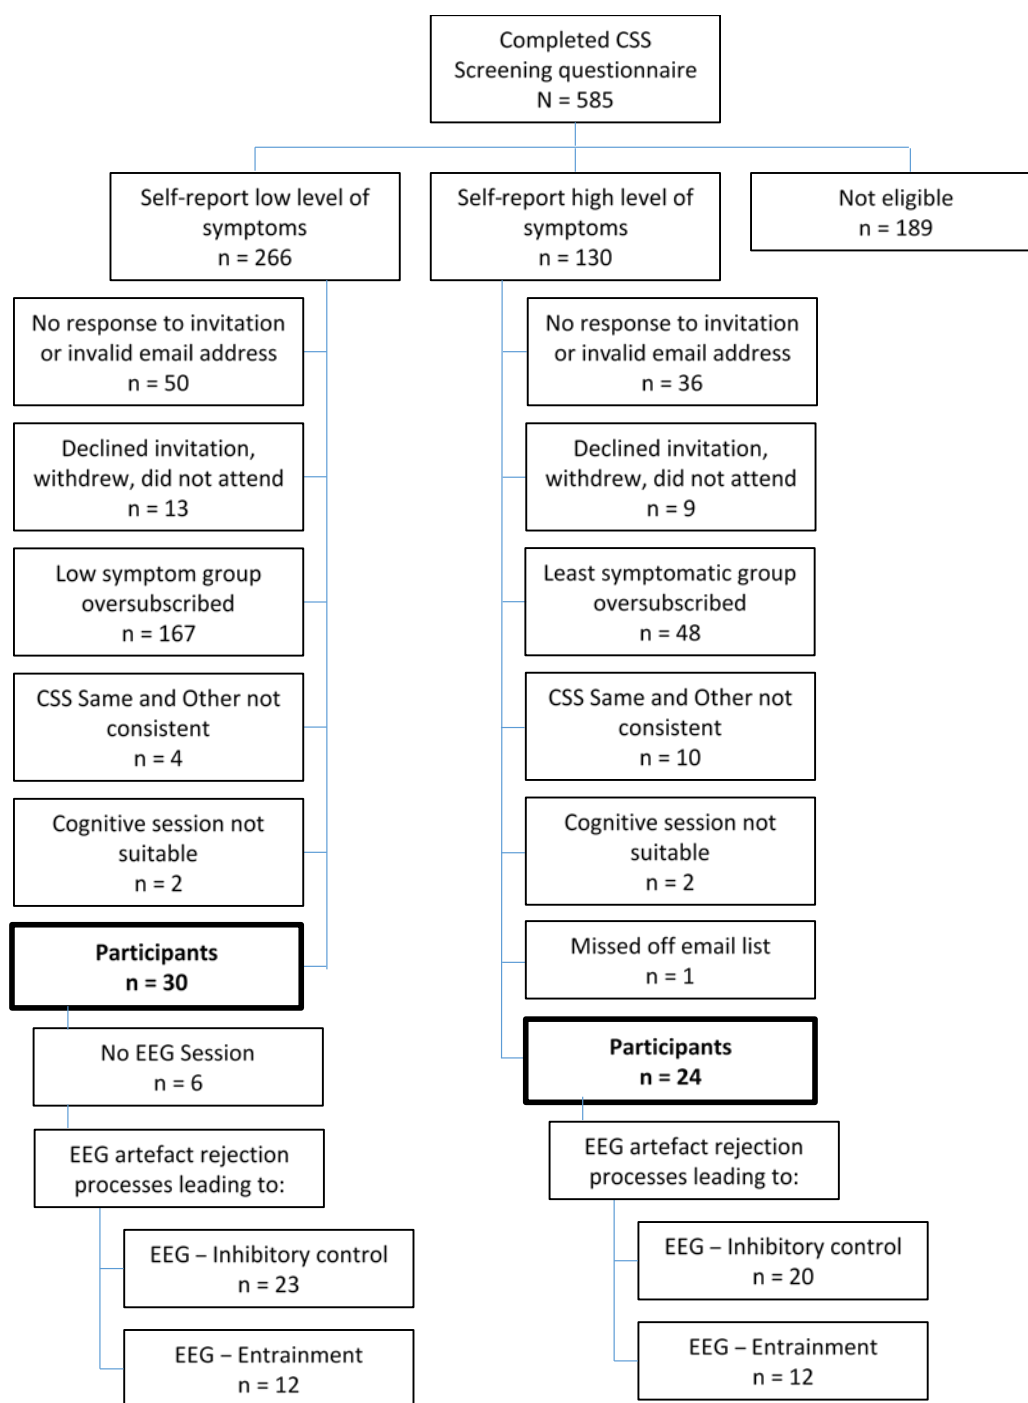 Completed CSS
Screening questionnaire
N = 585
Self-report low level of
symptoms
n = 266
Self-report high level of
symptoms
n = 130
Not eligible
n = 189
No response to invitation
or invalid email address
n = 50
Declined invitation,
withdrew, did not attend
n = 13
Low symptom group
oversubscribed
n = 167
CSS Same and Other not
consistent
n = 4
Cognitive session not
suitable
n = 2
Participants
n = 30
No EEG Session
n = 6
EEG artefact rejection
processes leading to:
EEG – Inhibitory control
n = 23
EEG – Entrainment
n = 12
No response to invitation
or invalid email address
n = 36
Declined invitation,
withdrew, did not attend
n = 9
Least symptomatic group
oversubscribed
n = 48
CSS Same and Other not
consistent
n = 10
Cognitive session not
suitable
n = 2
Missed off email list
n = 1
Participants
n = 24
EEG artefact rejection
processes leading to:
EEG – Inhibitory control
n = 20
EEG – Entrainment
n = 12